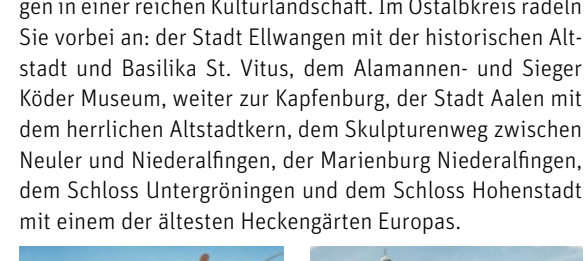 gen in einer reichen Kulturlandschaft. Im Ostalbkreis radeln
Sie vorbei an: der Stadt Ellwangen mit der historischen Alt-
stadt und Basilika St. Vitus, dem Alamannen- und Sieger
Köder Museum, weiter zur Kapfenburg, der Stadt Aalen mit
dem herrlichen Altstadtkern, dem Skulpturenweg zwischen
Neuler und Niederalfingen, der Marienburg Niederalfingen,
dem Schloss Untergröningen und dem Schloss Hohenstadt
mit einem der ältesten Heckengärten Europas.